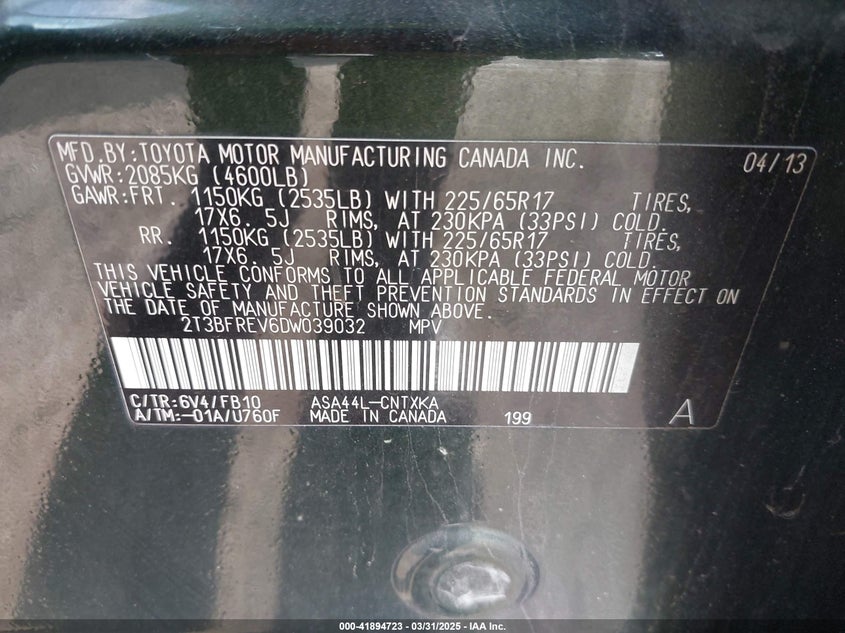 MFD.BY:TOYOTA MOTOR MANUFACTURING CANADA INC. 04/13
GVWR:2085KG (4600LB)
GAWR:FRT. 1150KG (2535LB) WITH 225/65R17 TIRES,
17X6. 5J RIMS, AT 230KPA (33PSI) COLD.
RR. 1150KG (2535LB) WITH 225/65R17 TIRES,
17X6. 5J RIMS, AT 230KPA (33PSI) COLD.
THIS VEHICLE CONFORMS TO ALL APPLICABLE FEDERAL MOTOR
VEHICLE SAFETY AND THEFT PREVENTION STANDARDS IN EFFECT ON
THE DATE OF MANUFACTURE SHOWN ABOVE.
2T3BFREV6DW039032 MPV
C/TR:6V4/FB10 ASA44L-CNTXKA
A/TM:-01A/U760F MADE IN CANADA 199 A
000-41894723 - 03/31/2025 - IAA Inc.